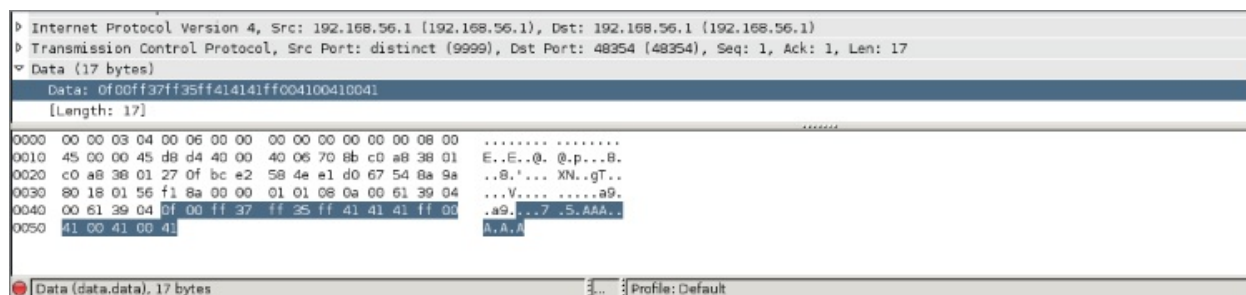 Internet Protocol Version 4, Src: 192.168.56.1 (192.168.56.1), Dst: 192.168.56.1 (192.168.56.1)
Transmission Control Protocol, Src Port: distinct (9999), Dst Port: 48354 (48354), Seq: 1, Ack: 1, Len: 17
Data (17 bytes)
Data: 0f00ff37ff35ff414141ff004100410041
[Length: 17]
0000 00 00 03 04 00 06 00 00 00 00 00 00 00 00 08 00 ........ ........
0010 45 00 00 45 d8 d4 40 00 40 06 70 8b c0 a8 38 01 E..E..@. @.p...8.
0020 c0 a8 38 01 27 0f bc e2 58 4e e1 d0 67 54 8a 9a ..8.'... XN..gT..
0030 80 18 01 56 f1 8a 00 00 01 01 08 0a 00 61 39 04 ...V.... .....a9.
0040 00 61 39 04 0f 00 ff 37 ff 35 ff 41 41 41 ff 00 .a9....7 .5.AAA..
0050 41 00 41 00 41 A.A.A
Data (data.data), 17 bytes ... Profile: Default